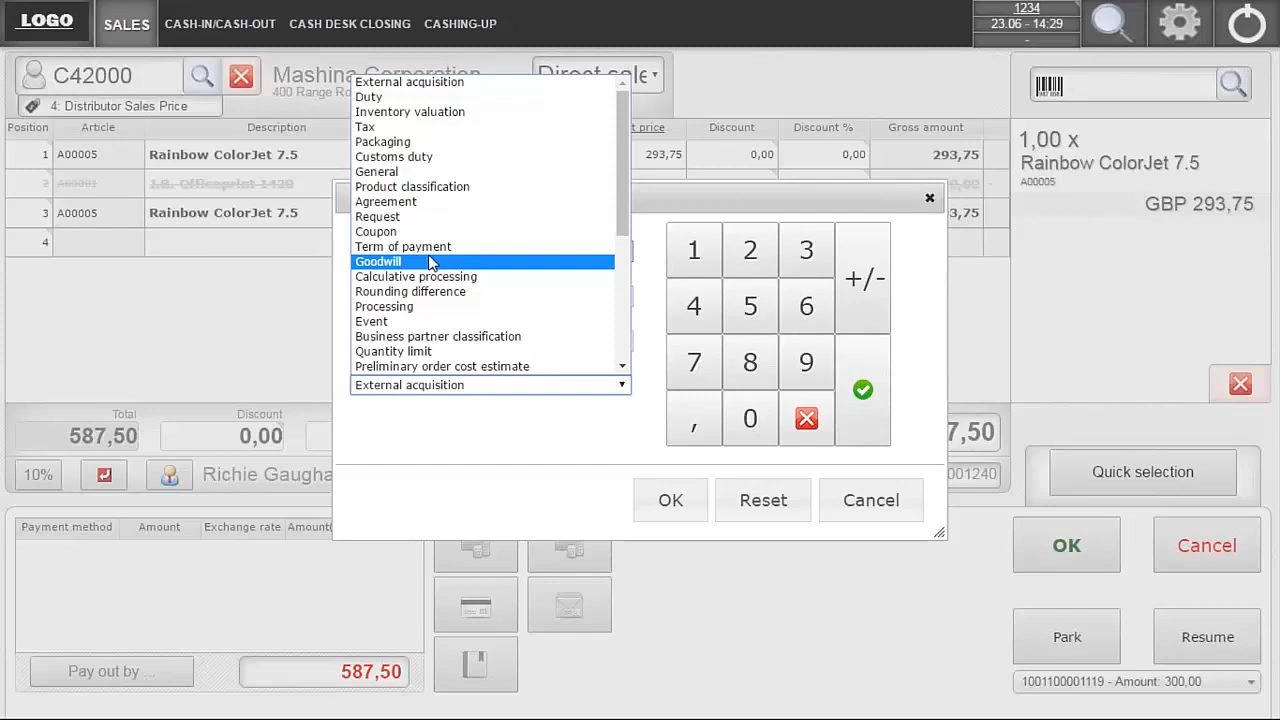 LOGO
SALES
CASH-IN/CASH-OUT
CASH DESK CLOSING
CASHING-UP
1234
23.06 - 14:29
-
C42000
Mashina Corporation
Direct sale
400 Range Ro
4: Distributor Sales Price
Position Article Description t price Discount Discount % Gross amount
1 A00005 Rainbow ColorJet 7.5 293,75 0,00 0,00 293,75
2 A00001 J.B. Officeprint 1420
3 A00005 Rainbow ColorJet 7.5 3,75
4
1,00 x
Rainbow ColorJet 7.5
A00005
GBP 293,75
External acquisition
Duty
Inventory valuation
Tax
Packaging
Customs duty
General
Product classification
Agreement
Request
Coupon
Term of payment
Goodwill
Calculative processing
Rounding difference
Processing
Event
Business partner classification
Quantity limit
Preliminary order cost estimate
External acquisition
1 2 3 +/-
4 5 6
7 8 9
, 0
OK Reset Cancel
Total Discount
587,50 0,00 7,50
10% Richie Gaugha 001240
Quick selection
Payment method Amount Exchange rate Amount(
Pay out by ... 587,50
OK Cancel
Park Resume
1001100001119 - Amount: 300,00